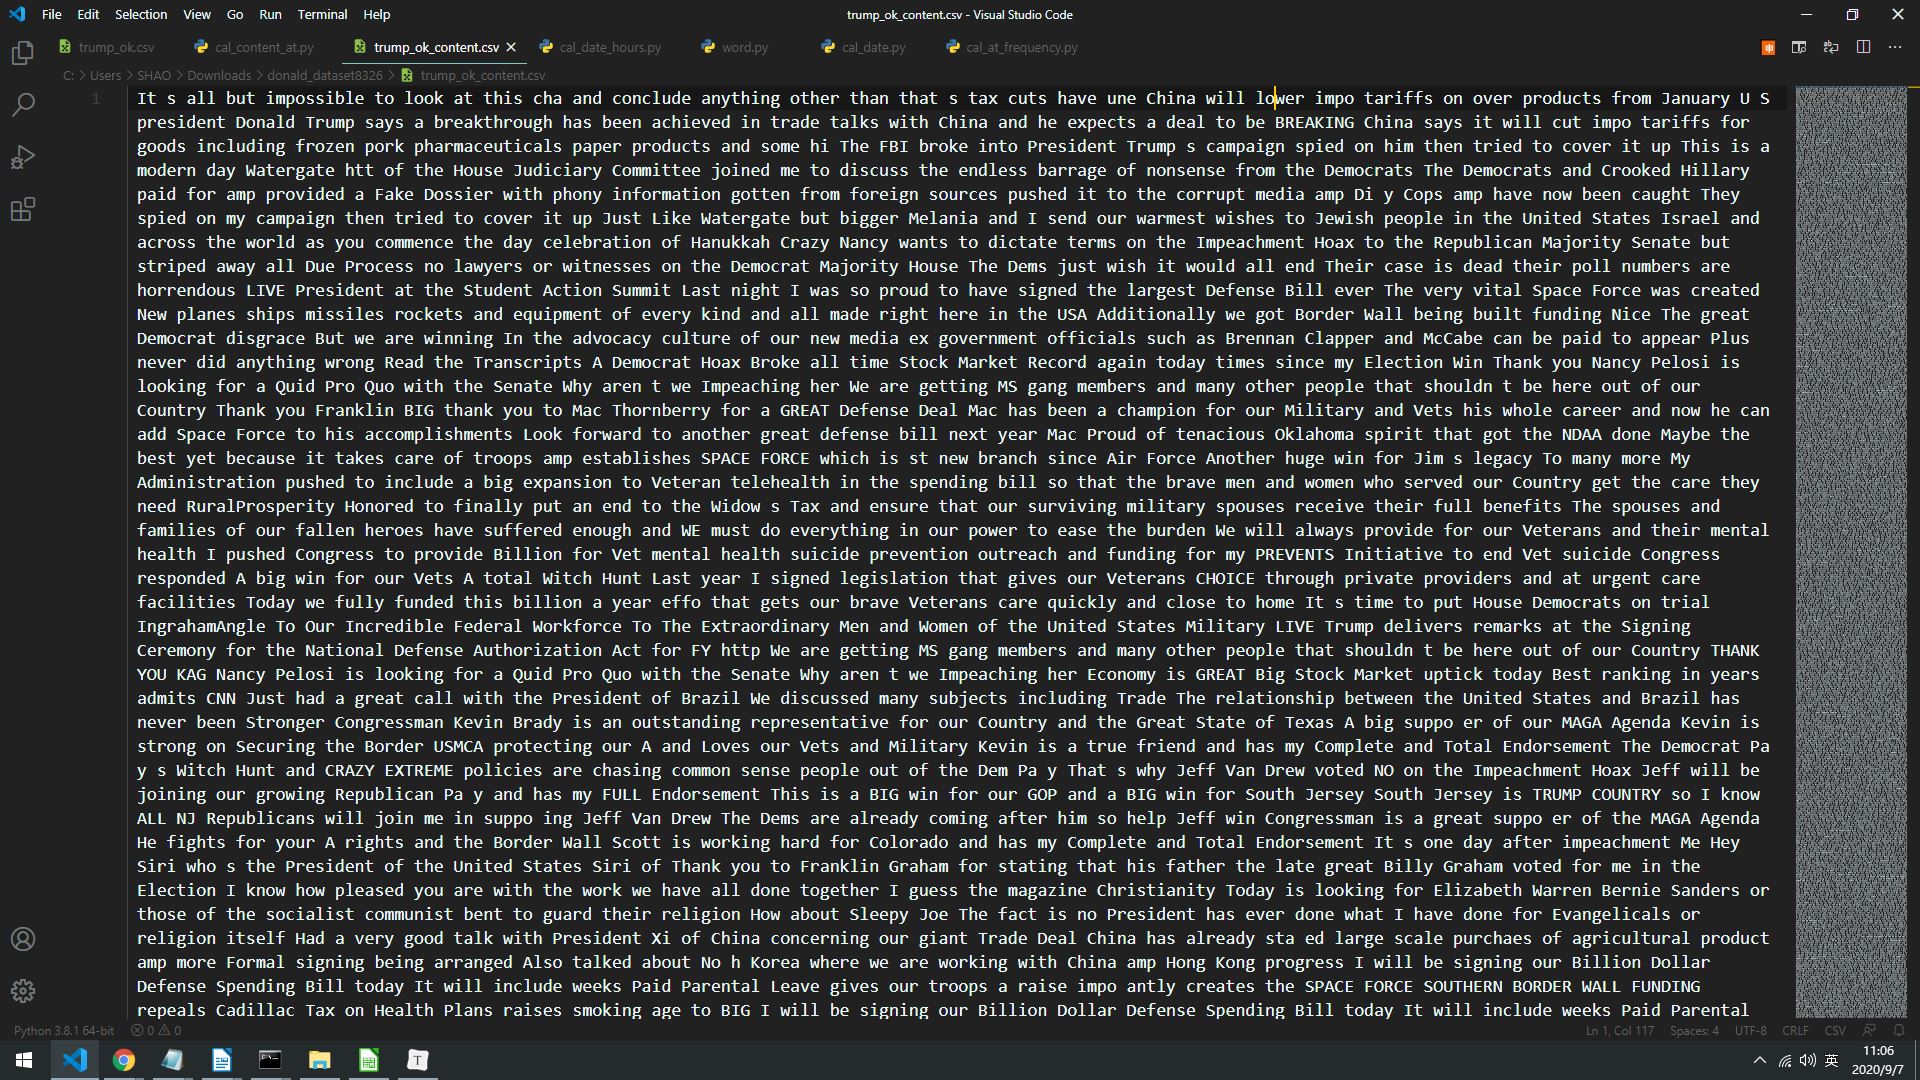 File Edit Selection View Go Run Terminal Help
trump_ok_content.csv - Visual Studio Code
trump_ok.csv cal_content_at.py trump_ok_content.csv cal_date_hours.py word.py cal_date.py cal_at_frequency.py
C: > Users > SHAO > Downloads > donald_dataset8326 > trump_ok_content.csv
1 It s all but impossible to look at this cha and conclude anything other than that s tax cuts have une China will lower impo tariffs on over products from January U S
president Donald Trump says a breakthrough has been achieved in trade talks with China and he expects a deal to be BREAKING China says it will cut impo tariffs for
goods including frozen pork pharmaceuticals paper products and some hi The FBI broke into President Trump s campaign spied on him then tried to cover it up This is a
modern day Watergate htt of the House Judiciary Committee joined me to discuss the endless barrage of nonsense from the Democrats The Democrats and Crooked Hillary
paid for amp provided a Fake Dossier with phony information gotten from foreign sources pushed it to the corrupt media amp Di y Cops amp have now been caught They
spied on my campaign then tried to cover it up Just Like Watergate but bigger Melania and I send our warmest wishes to Jewish people in the United States Israel and
across the world as you commence the day celebration of Hanukkah Crazy Nancy wants to dictate terms on the Impeachment Hoax to the Republican Majority Senate but
striped away all Due Process no lawyers or witnesses on the Democrat Majority House The Dems just wish it would all end Their case is dead their poll numbers are
horrendous LIVE President at the Student Action Summit Last night I was so proud to have signed the largest Defense Bill ever The very vital Space Force was created
New planes ships missiles rockets and equipment of every kind and all made right here in the USA Additionally we got Border Wall being built funding Nice The great
Democrat disgrace But we are winning In the advocacy culture of our new media ex government officials such as Brennan Clapper and McCabe can be paid to appear Plus
never did anything wrong Read the Transcripts A Democrat Hoax Broke all time Stock Market Record again today times since my Election Win Thank you Nancy Pelosi is
looking for a Quid Pro Quo with the Senate Why aren t we Impeaching her We are getting MS gang members and many other people that shouldn t be here out of our
Country Thank you Franklin BIG thank you to Mac Thornberry for a GREAT Defense Deal Mac has been a champion for our Military and Vets his whole career and now he can
add Space Force to his accomplishments Look forward to another great defense bill next year Mac Proud of tenacious Oklahoma spirit that got the NDAA done Maybe the
best yet because it takes care of troops amp establishes SPACE FORCE which is st new branch since Air Force Another huge win for Jim s legacy To many more My
Administration pushed to include a big expansion to Veteran telehealth in the spending bill so that the brave men and women who served our Country get the care they
need RuralProsperity Honored to finally put an end to the Widow s Tax and ensure that our surviving military spouses receive their full benefits The spouses and
families of our fallen heroes have suffered enough and WE must do everything in our power to ease the burden We will always provide for our Veterans and their mental
health I pushed Congress to provide Billion for Vet mental health suicide prevention outreach and funding for my PREVENTS Initiative to end Vet suicide Congress
responded A big win for our Vets A total Witch Hunt Last year I signed legislation that gives our Veterans CHOICE through private providers and at urgent care
facilities Today we fully funded this billion a year effo that gets our brave Veterans care quickly and close to home It s time to put House Democrats on trial
IngrahamAngle To Our Incredible Federal Workforce To The Extraordinary Men and Women of the United States Military LIVE Trump delivers remarks at the Signing
Ceremony for the National Defense Authorization Act for FY http We are getting MS gang members and many other people that shouldn t be here out of our Country THANK
YOU KAG Nancy Pelosi is looking for a Quid Pro Quo with the Senate Why aren t we Impeaching her Economy is GREAT Big Stock Market uptick today Best ranking in years
admits CNN Just had a great call with the President of Brazil We discussed many subjects including Trade The relationship between the United States and Brazil has
never been Stronger Congressman Kevin Brady is an outstanding representative for our Country and the Great State of Texas A big suppo er of our MAGA Agenda Kevin is
strong on Securing the Border USMCA protecting our A and Loves our Vets and Military Kevin is a true friend and has my Complete and Total Endorsement The Democrat Pa
y s Witch Hunt and CRAZY EXTREME policies are chasing common sense people out of the Dem Pa y That s why Jeff Van Drew voted NO on the Impeachment Hoax Jeff will be
joining our growing Republican Pa y and has my FULL Endorsement This is a BIG win for our GOP and a BIG win for South Jersey South Jersey is TRUMP COUNTRY so I know
ALL NJ Republicans will join me in suppo ing Jeff Van Drew The Dems are already coming after him so help Jeff win Congressman is a great suppo er of the MAGA Agenda
He fights for your A rights and the Border Wall Scott is working hard for Colorado and has my Complete and Total Endorsement It s one day after impeachment Me Hey
Siri who s the President of the United States Siri of Thank you to Franklin Graham for stating that his father the late great Billy Graham voted for me in the
Election I know how pleased you are with the work we have all done together I guess the magazine Christianity Today is looking for Elizabeth Warren Bernie Sanders or
those of the socialist communist bent to guard their religion How about Sleepy Joe The fact is no President has ever done what I have done for Evangelicals or
religion itself Had a very good talk with President Xi of China concerning our giant Trade Deal China has already sta ed large scale purchaes of agricultural product
amp more Formal signing being arranged Also talked about No h Korea where we are working with China amp Hong Kong progress I will be signing our Billion Dollar
Defense Spending Bill today It will include weeks Paid Parental Leave gives our troops a raise impo antly creates the SPACE FORCE SOUTHERN BORDER WALL FUNDING
repeals Cadillac Tax on Health Plans raises smoking age to BIG I will be signing our Billion Dollar Defense Spending Bill today It will include weeks Paid Parental
Python 3.8.1 64-bit 0 0 Ln 1, Col 117 Spaces: 4 UTF-8 CRLF CSV
T 英 11:06
2020/9/7